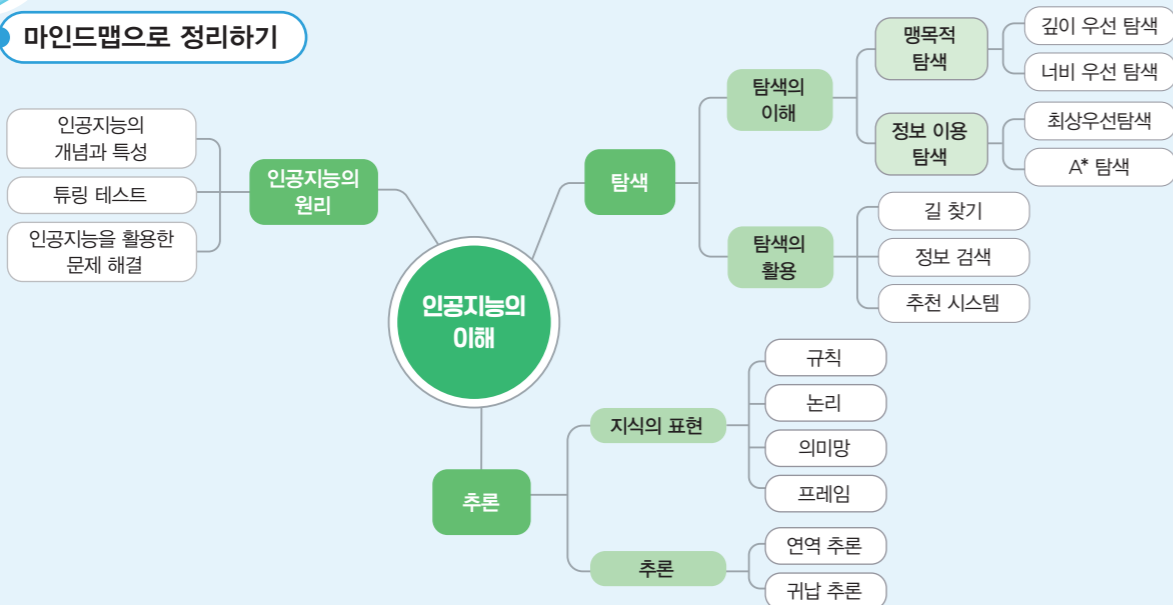 마인드맵으로 정리하기
인공지능의
이해
인공지능의
원리
인공지능의
개념과 특성
튜링 테스트
인공지능을 활용한
문제 해결
탐색
탐색의
이해
맹목적
탐색
깊이 우선 탐색
너비 우선 탐색
정보 이용
탐색
최상우선탐색
A* 탐색
탐색의
활용
길 찾기
정보 검색
추천 시스템
추론
지식의 표현
규칙
논리
의미망
프레임
추론
연역 추론
귀납 추론